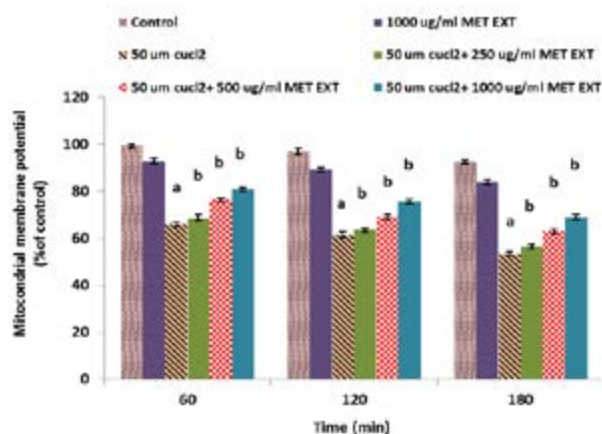 Control
1000 ug/ml MET EXT
50 um cucl2
50 um cucl2+ 250 ug/ml MET EXT
50 um cucl2+ 500 ug/ml MET EXT
50 um cucl2+ 1000 ug/ml MET EXT
Miitocondrial membrane potential
(%of control)
120
100
80
60
40
20
0
a
b
b
b
a
b
b
b
a
b
b
b
60
120
180
Time (min)